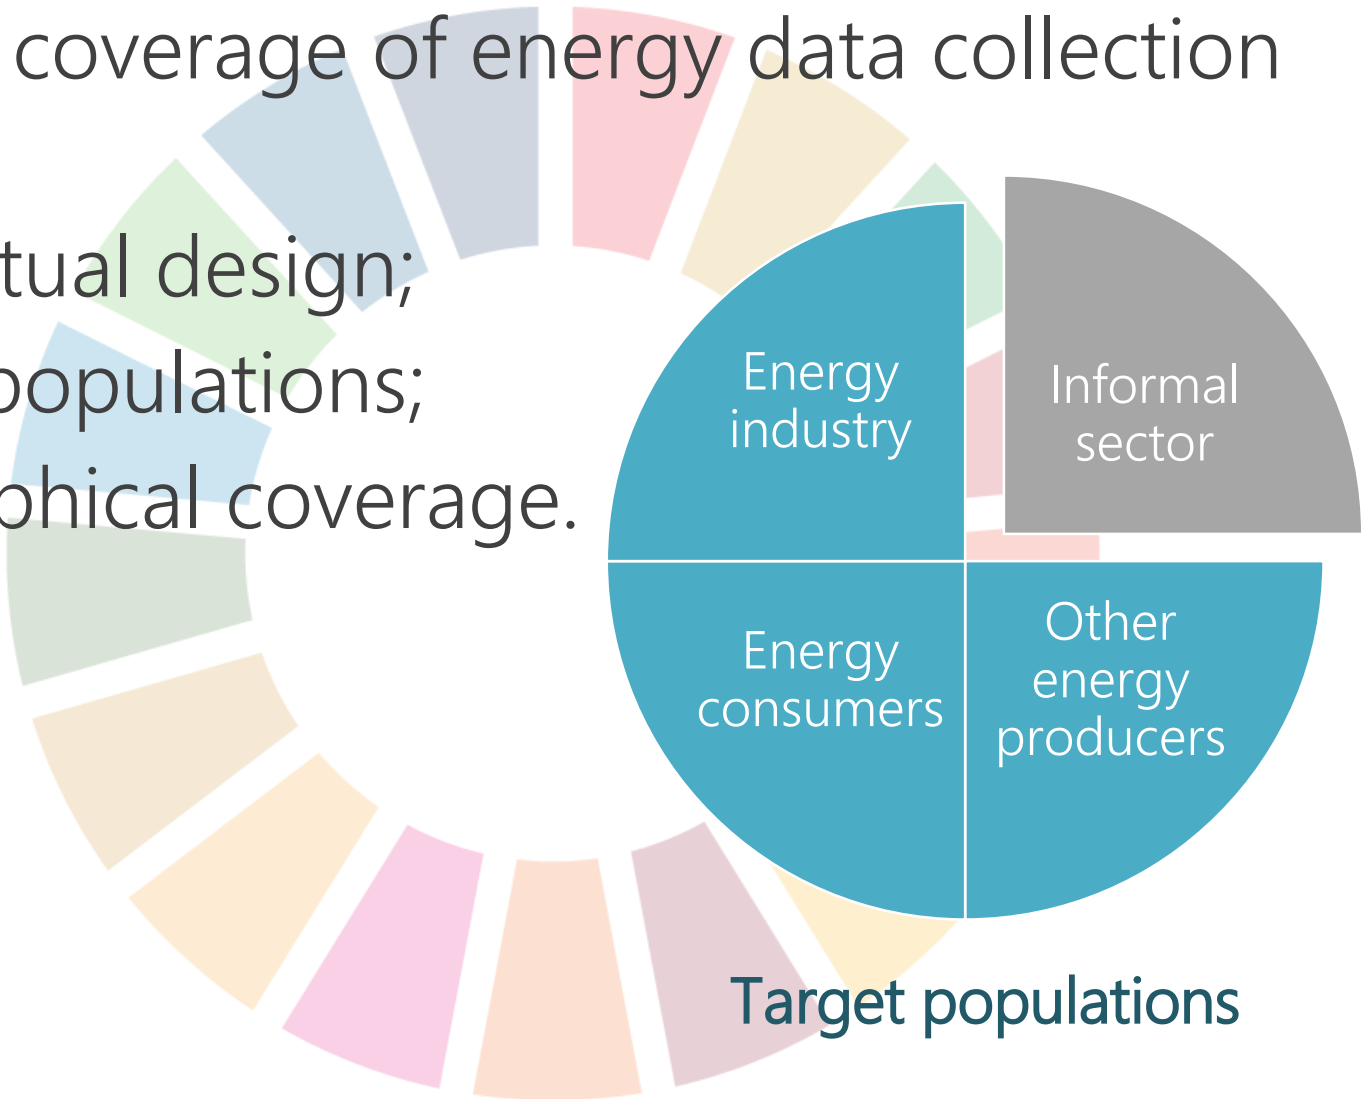 coverage of energy data collection
tual design;
populations;
phical coverage.
Energy
industry
Informal
sector
Energy
consumers
Other
energy
producers
Target populations